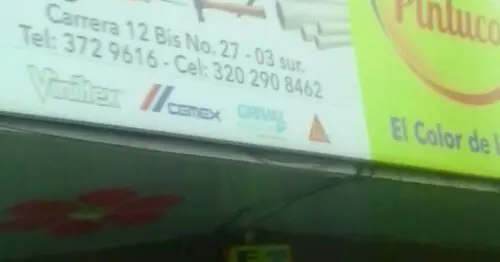 Carrera 12 Bis No. 27 - 03 sur.
Tel: 372 9616 - Cel: 320 290 8462
Vinitex CEMEX GRIVAL
Pintuco
El Color de